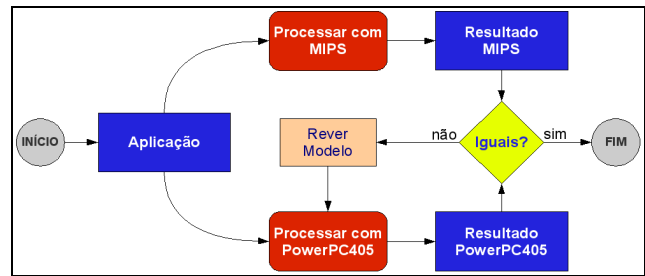 Processar com
MIPS
Resultado
MIPS
INÍCIO
Aplicação
Rever
Modelo
não
Iguais?
sim
FIM
Processar com
PowerPC405
Resultado
PowerPC405